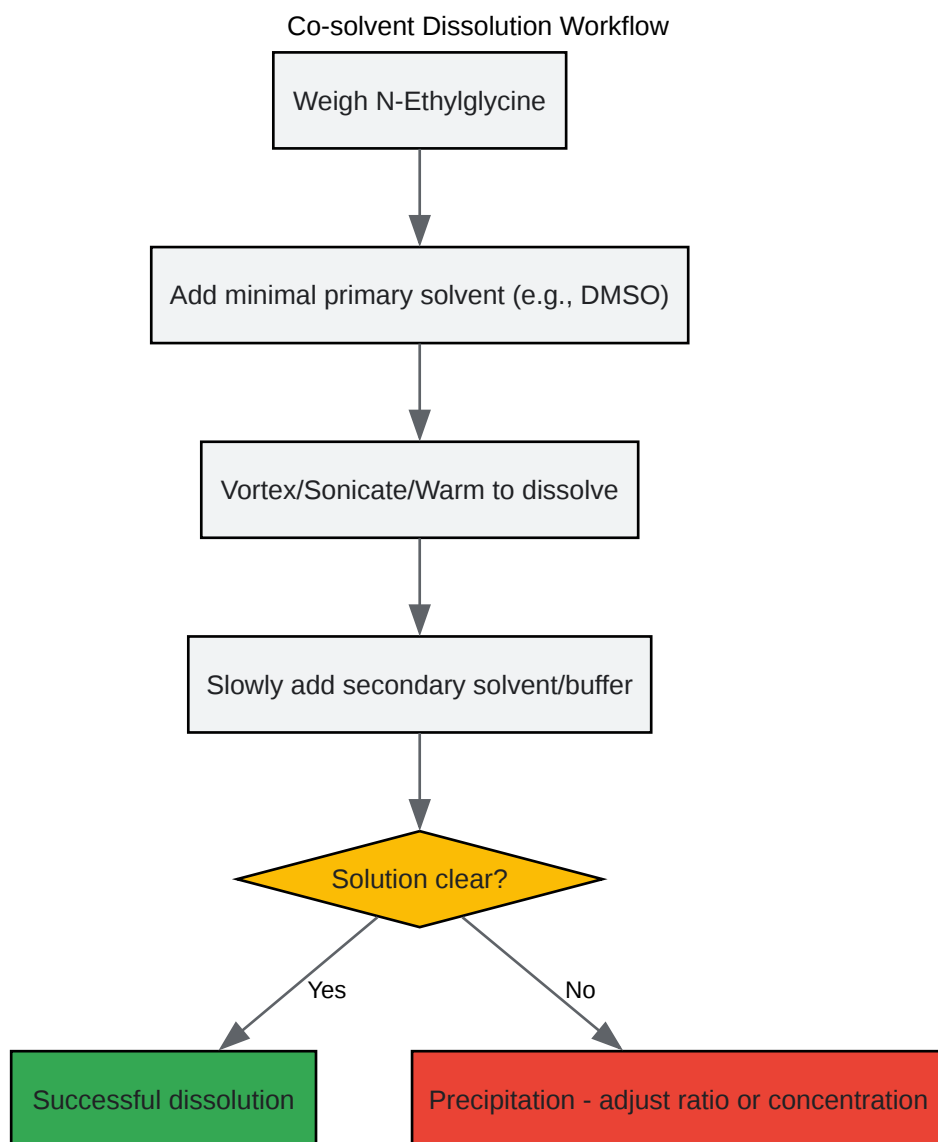 Co-solvent Dissolution Workflow
Weigh N-Ethylglycine
Add minimal primary solvent (e.g., DMSO)
Vortex/Sonicate/Warm to dissolve
Slowly add secondary solvent/buffer
Solution clear?
Yes
No
Successful dissolution
Precipitation - adjust ratio or concentration